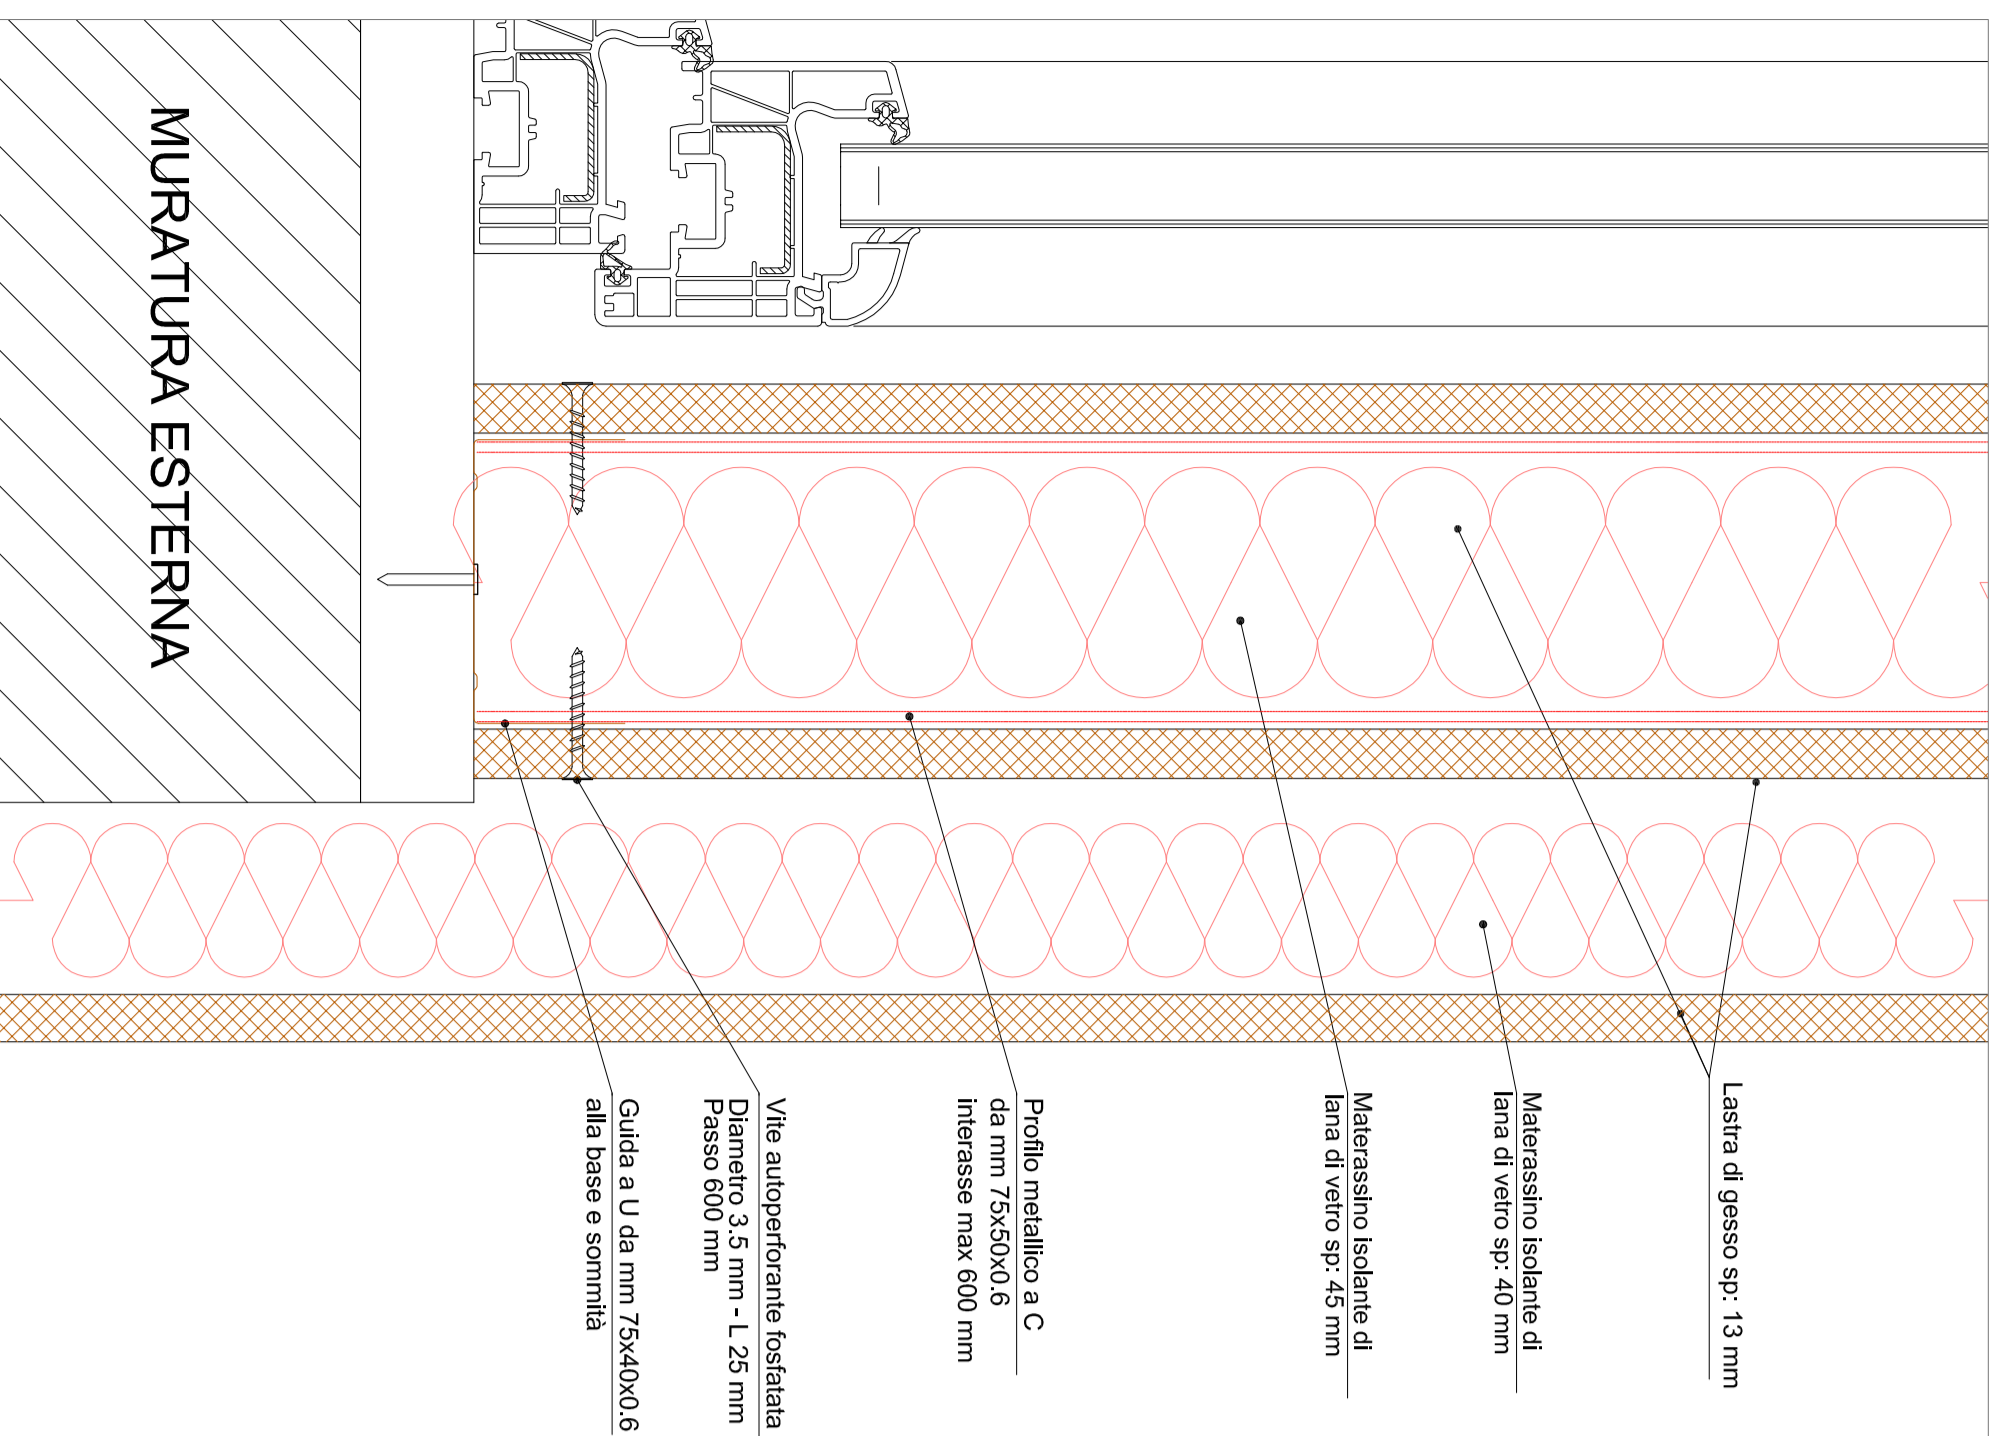 MURATURA ESTERNA
Lastra di gesso sp: 13 mm
Materassino isolante di
lana di vetro sp: 40 mm
Materassino isolante di
lana di vetro sp: 45 mm
Profilo metallico a C
da mm 75x50x0.6
interasse max 600 mm
Vite autoperforante fosfatata
Diametro 3.5 mm - L 25 mm
Passo 600 mm
Guida a U da mm 75x40x0.6
alla base e sommità